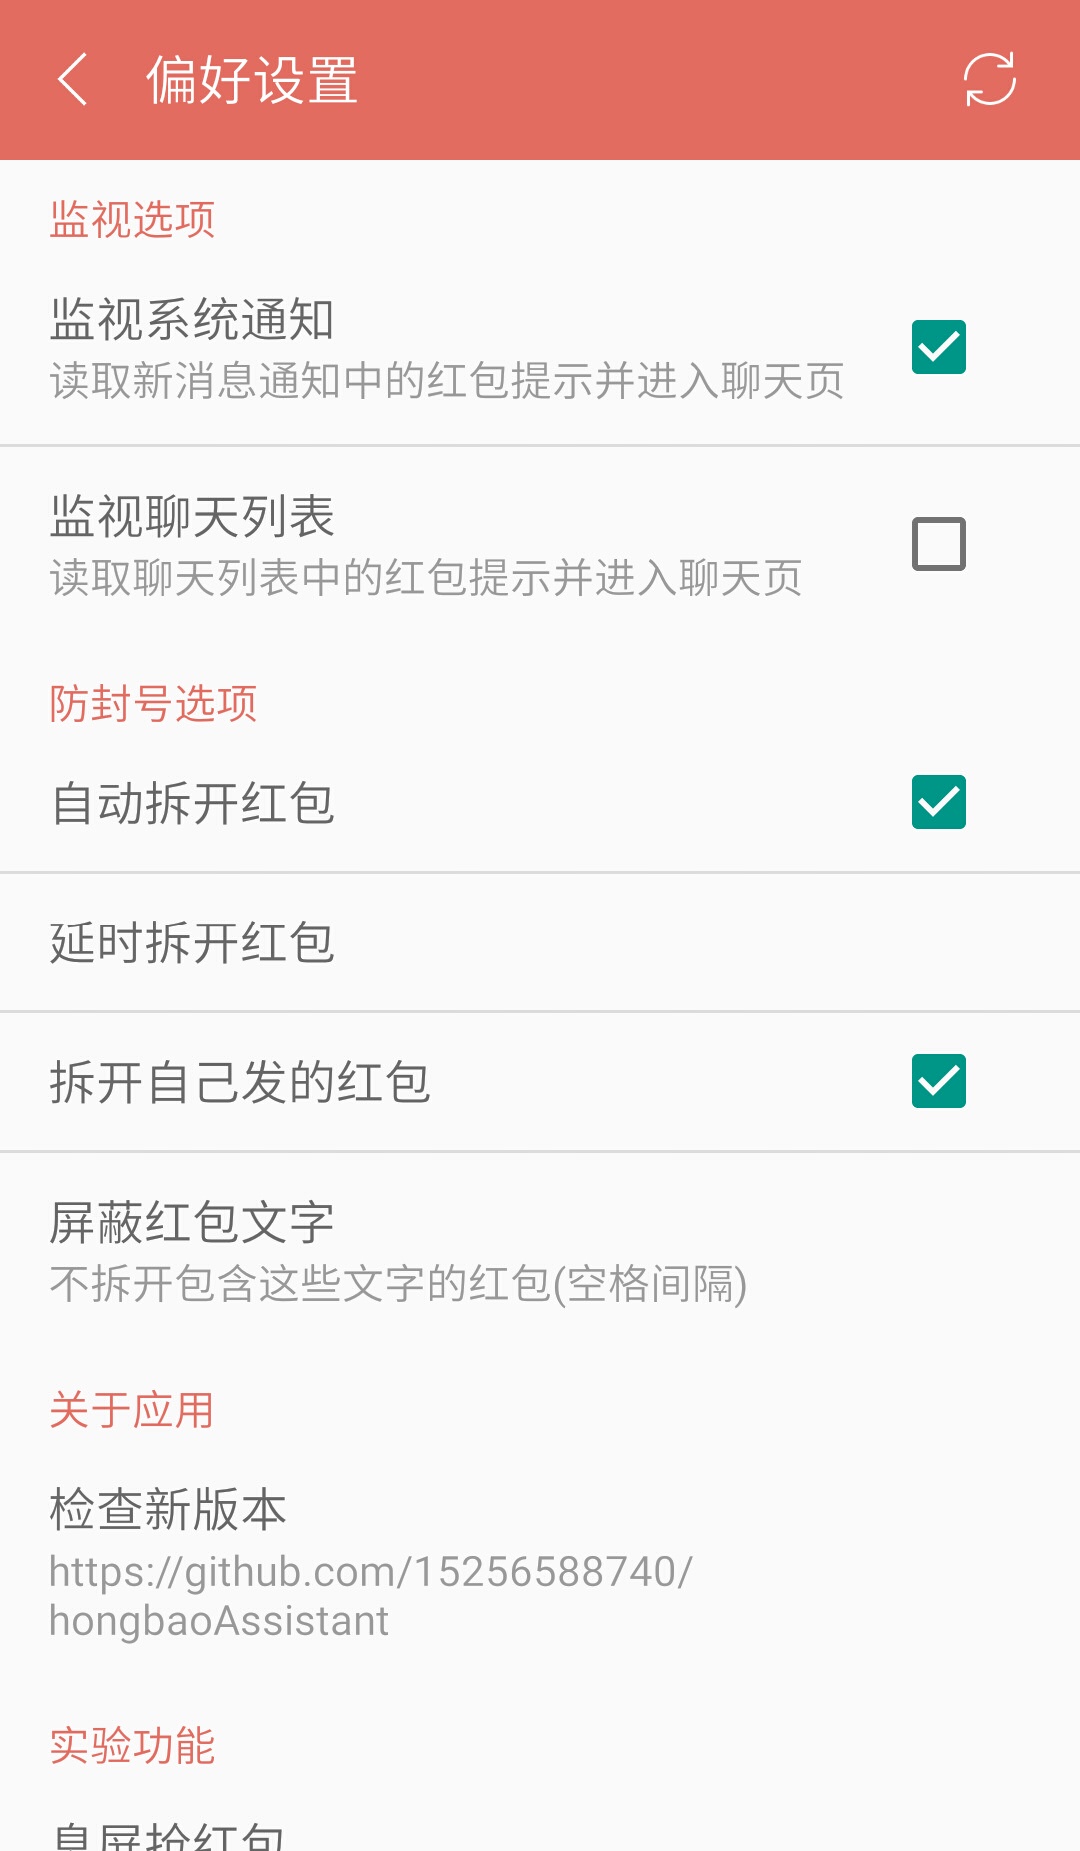 偏好设置
监视选项
监视系统通知
读取新消息通知中的红包提示并进入聊天页
监视聊天列表
读取聊天列表中的红包提示并进入聊天页
防封号选项
自动拆开红包
延时拆开红包
拆开自己发的红包
屏蔽红包文字
不拆开包含这些文字的红包(空格间隔)
关于应用
检查新版本
https://github.com/15256588740/
hongbaoAssistant
实验功能
息屏抢红包